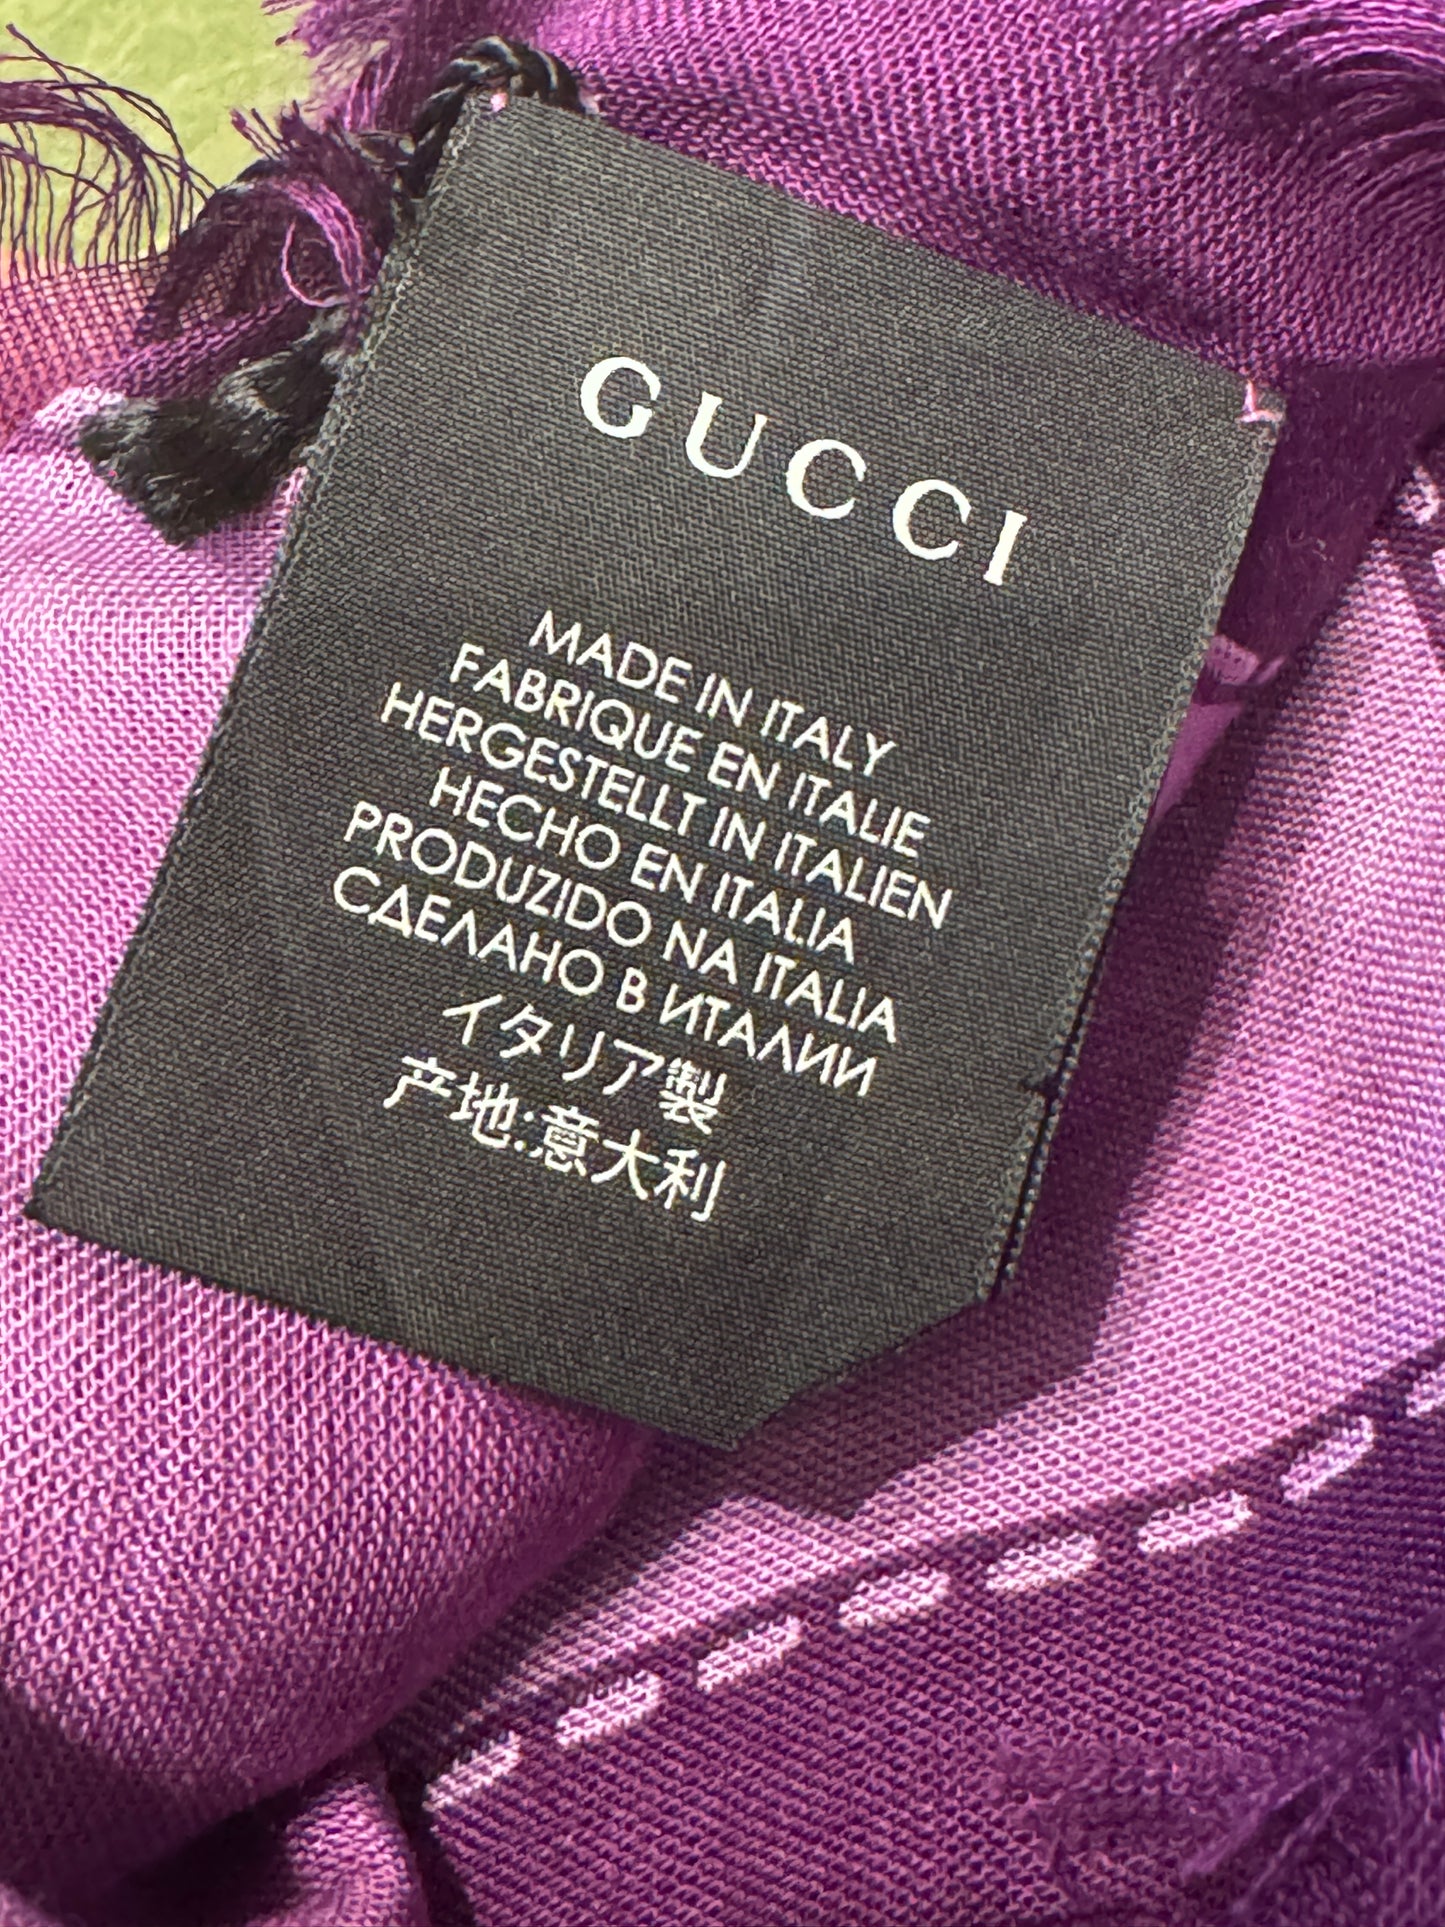 GUCCI
MADE IN ITALY
FABRIQUE EN ITALIE
HERGESTELLT IN ITALIEN
HECHO EN ITALIA
PRODUZIDO NA ITALIA
СДЕЛАНО В ИТАЛИИ
イタリア製
产地:意大利